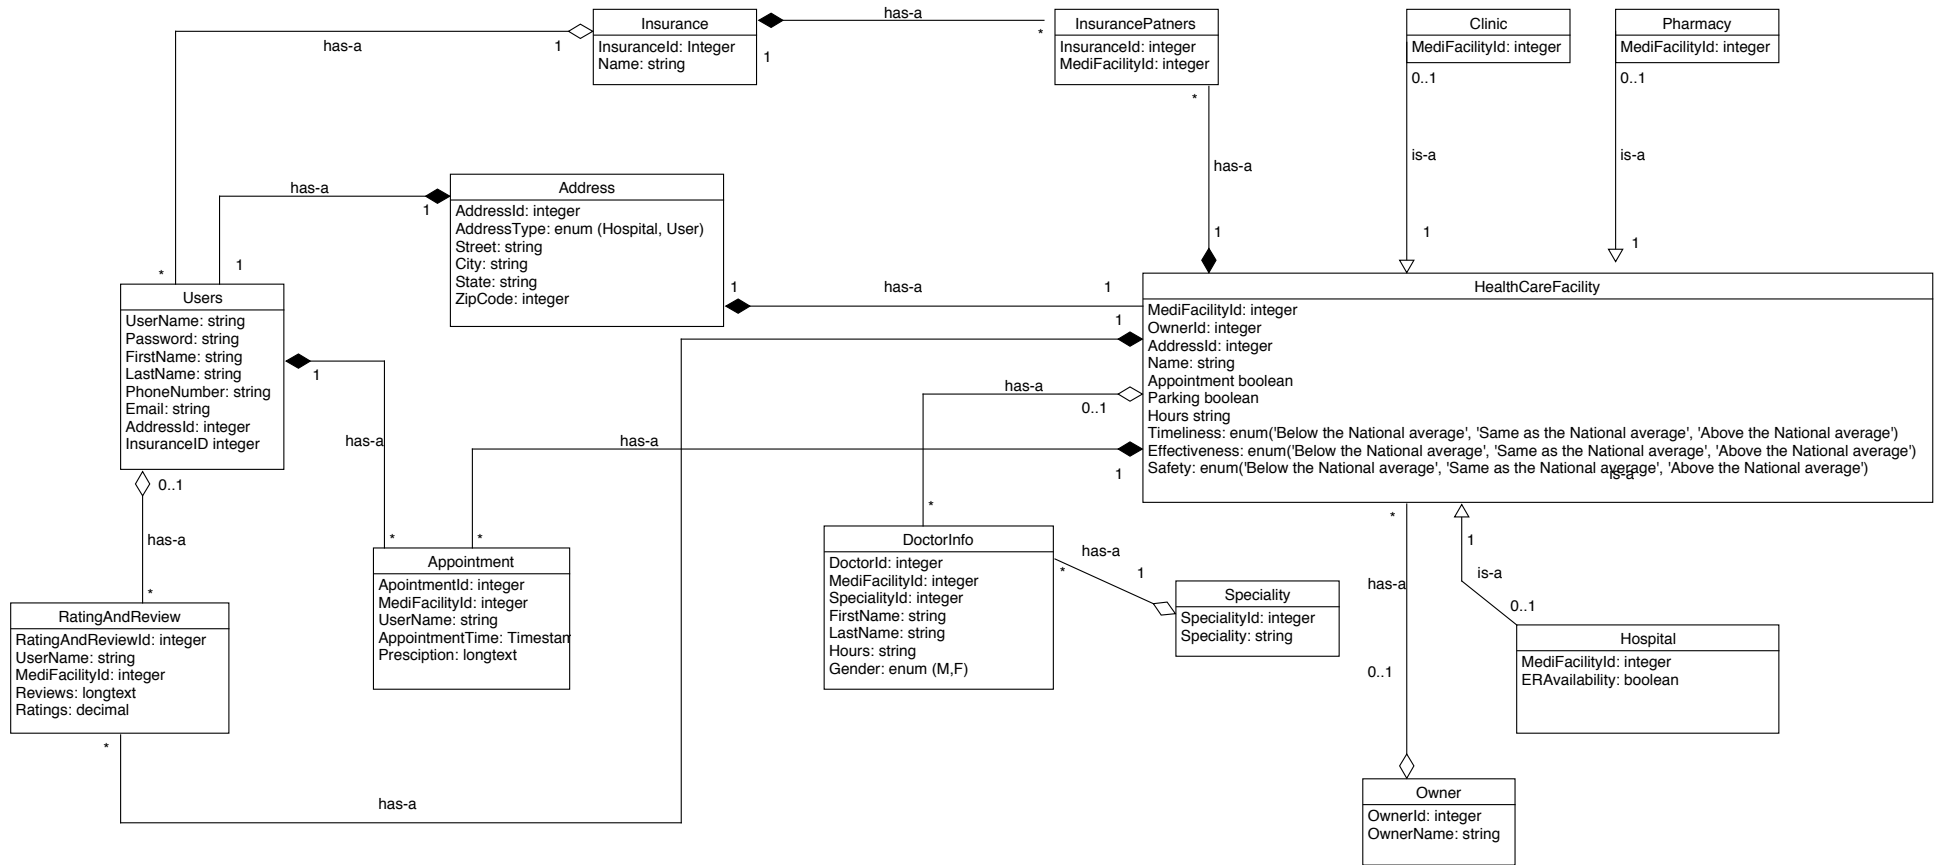 Insurance
InsuranceId: Integer
Name: string
has-a
1
*
InsurancePatners
InsuranceId: integer
MediFacilityId: integer
Clinic
MediFacilityId: integer
Pharmacy
MediFacilityId: integer
has-a
1
*
0..1
is-a
1
0..1
is-a
1
*
has-a
1
Address
AddressId: integer
AddressType: enum (Hospital, User)
Street: string
City: string
State: string
ZipCode: integer
has-a
1
1
1
has-a
1
Users
UserName: string
Password: string
FirstName: string
LastName: string
PhoneNumber: string
Email: string
AddressId: integer
InsuranceID integer
HealthCareFacility
MediFacilityId: integer
OwnerId: integer
AddressId: integer
Name: string
Appointment boolean
Parking boolean
Hours string
Timeliness: enum('Below the National average', 'Same as the National average', 'Above the National average')
Effectiveness: enum('Below the National average', 'Same as the National average', 'Above the National average')
Safety: enum('Below the National average', 'Same as the National average', 'Above the National average')
is-a
1
1
has-a
has-a
0..1
has-a
1
0..1
has-a
*
*
*
*
Appointment
ApointmentId: integer
MediFacilityId: integer
UserName: string
AppointmentTime: Timestam
Presciption: longtext
DoctorInfo
DoctorId: integer
MediFacilityId: integer
SpecialityId: integer
FirstName: string
LastName: string
Hours: string
Gender: enum (M,F)
has-a
*
1
Speciality
SpecialityId: integer
Speciality: string
*
has-a
0..1
1
is-a
0..1
Hospital
MediFacilityId: integer
ERAvailability: boolean
RatingAndReview
RatingAndReviewId: integer
UserName: string
MediFacilityId: integer
Reviews: longtext
Ratings: decimal
*
has-a
Owner
OwnerId: integer
OwnerName: string